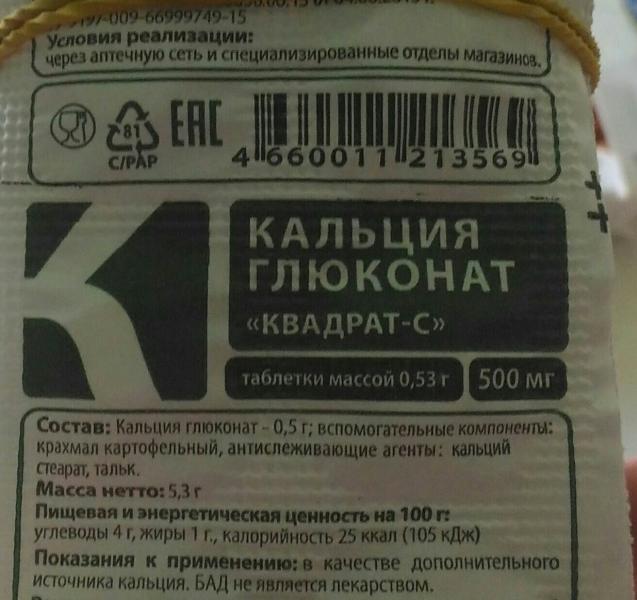 009-66999749-15
Условия реализации:
через аптечную сеть и специализированные отделы магазинов.
81
C/PAP
EAC
4 660011 213569
К
КАЛЬЦИЯ
ГЛЮКОНАТ
«КВАДРАТ-С»
таблетки массой 0,53 г
500 мг
Состав: Кальция глюконат - 0,5 г; вспомогательные компоненты:
крахмал картофельный, антислеживающие агенты: кальций
стеарат, тальк.
Масса нетто: 5,3 г
Пищевая и энергетическая ценность на 100 г:
углеводы 4 г, жиры 1 г., калорийность 25 ккал (105 кДж)
Показания к применению: в качестве дополнительного
источника кальция. БАД не является лекарством.